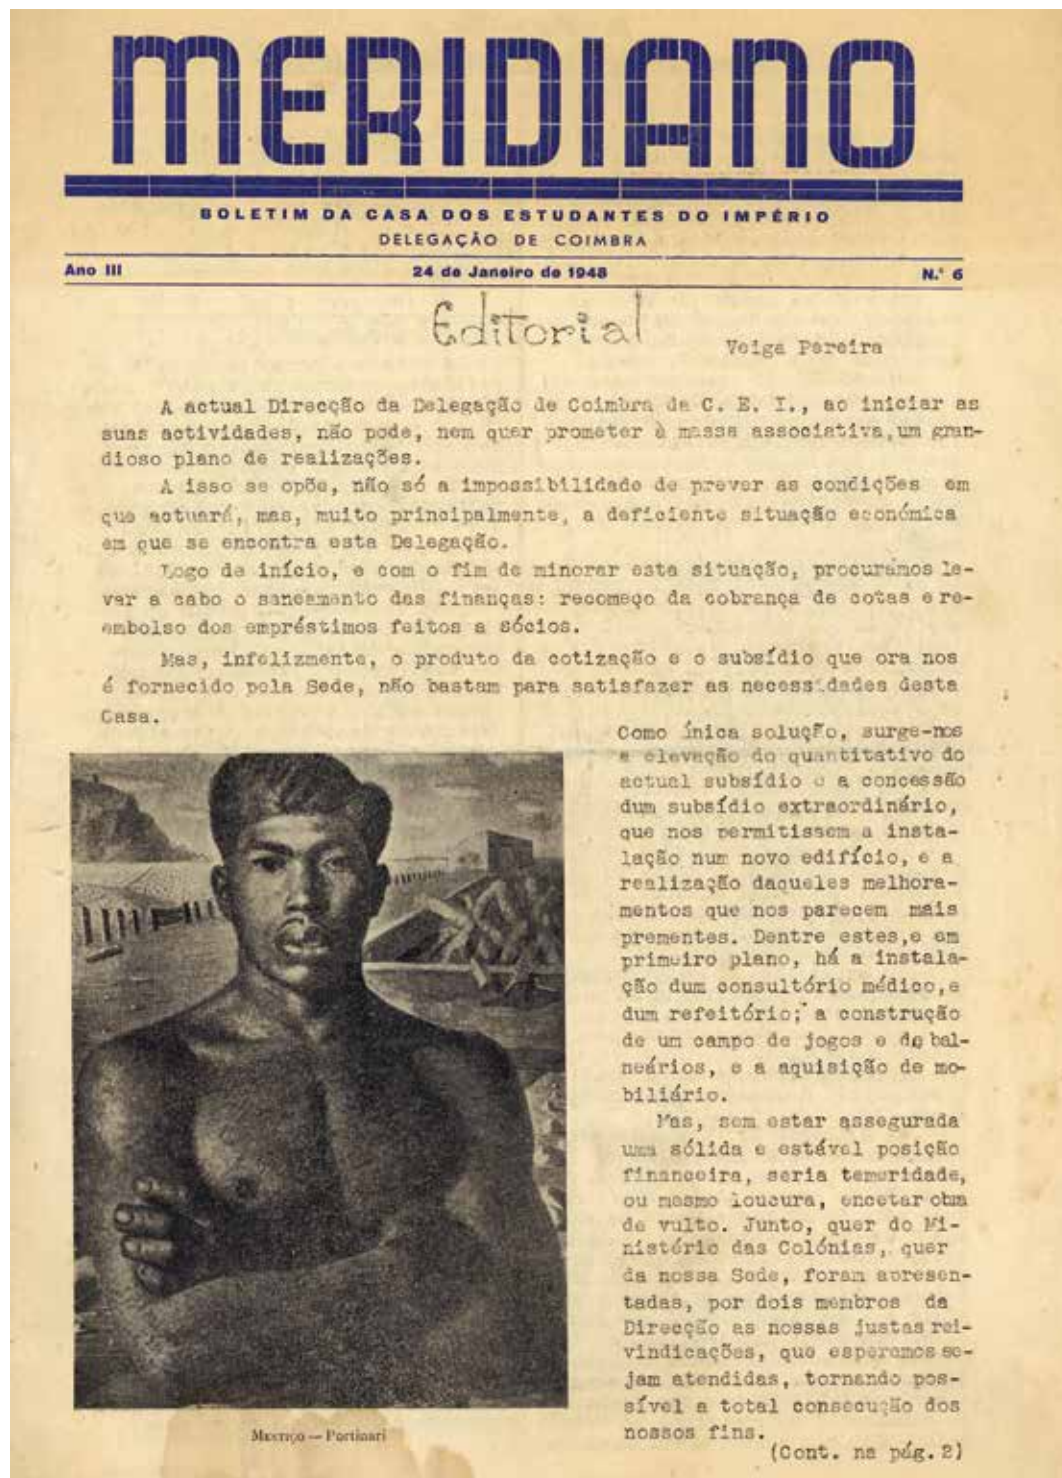 MERIDIANO
BOLETIM DA CASA DOS ESTUDANTES DO IMPÉRIO
DELEGAÇÃO DE COIMBRA
Ano III 24 de Janeiro de 1948 N.º 6
Editorial
Veiga Pereira
A actual Direcção da Delegação de Coimbra da C. E. I., ao iniciar as
suas actividades, não pode, nem quer prometer à massa associativa, um gran-
dioso plano de realizações.
A isso se opõe, não só a impossibilidade de prever as condições em
que actuará, mas, muito principalmente, a deficiente situação económica
em que se encontra esta Delegação.
Logo de início, e com o fim de minorar esta situação, procurámos le-
var a cabo o saneamento das finanças: recomeço da cobrança de cotas e re-
embolso dos empréstimos feitos a sócios.
Mas, infelizmente, o produto da cotização e o subsídio que ora nos
é fornecido pela Sede, não bastam para satisfazer as necessidades desta
Casa.
Como única solução, surge-nos
a elevação do quantitativo do
actual subsídio e a concessão
dum subsídio extraordinário,
que nos permitissem a insta-
lação num novo edifício, e a
realização daqueles melhora-
mentos que nos parecem mais
prementes. Dentre estes, e em
primeiro plano, há a instala-
ção dum consultório médico, e
dum refeitório; a construção
de um campo de jogos e de bal-
neários, e a aquisição de mo-
biliário.
Mas, sem estar assegurada
uma sólida e estável posição
financeira, seria temeridade,
ou mesmo loucura, encetar obra
de vulto. Junto, quer do Mi-
nistério das Colónias, quer
da nossa Sede, foram apresen-
tadas, por dois membros da
Direcção as nossas justas rei-
vindicações, que esperamos se-
jam atendidas, tornando pos-
sível a total consecução dos
nossos fins.
(Cont. na pág. 2)
MESTIÇO — Portinari